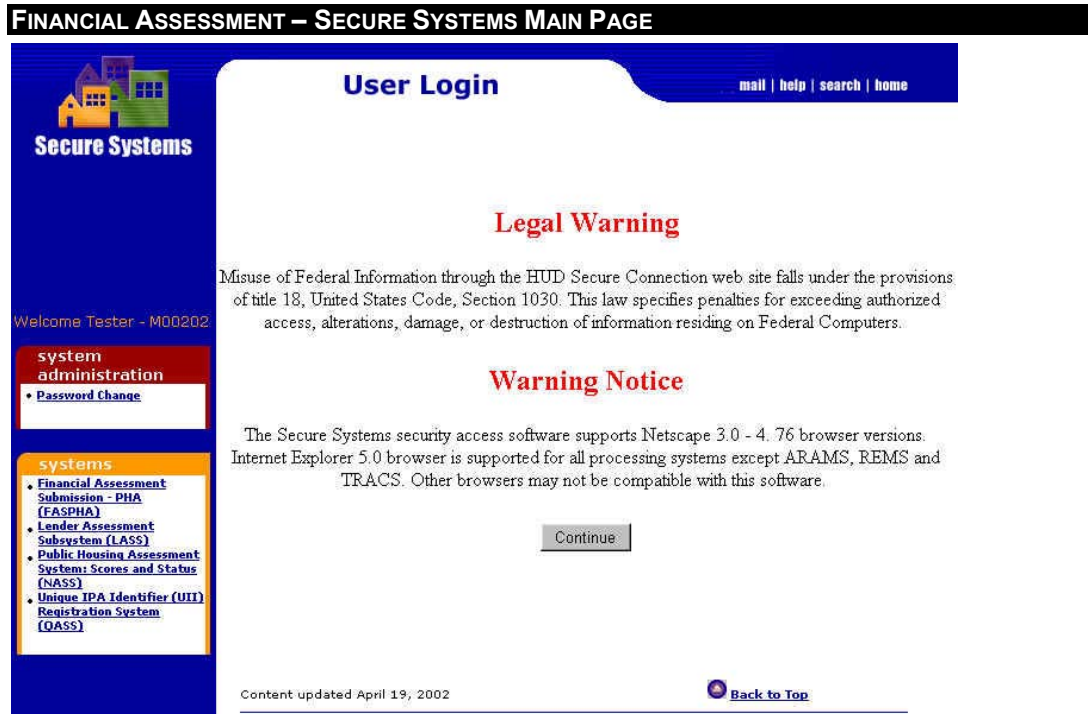 FINANCIAL ASSESSMENT – SECURE SYSTEMS MAIN PAGE
Secure Systems
User Login
mail | help | search | home
Welcome Tester - M00202
system
administration
• Password Change
systems
• Financial Assessment
Submission - PHA
(FASPHA)
• Lender Assessment
Subsystem (LASS)
• Public Housing Assessment
System: Scores and Status
(NASS)
• Unique IPA Identifier (UII)
Registration System
(QASS)
Legal Warning
Misuse of Federal Information through the HUD Secure Connection web site falls under the provisions
of title 18, United States Code, Section 1030. This law specifies penalties for exceeding authorized
access, alterations, damage, or destruction of information residing on Federal Computers.
Warning Notice
The Secure Systems security access software supports Netscape 3.0 - 4. 76 browser versions.
Internet Explorer 5.0 browser is supported for all processing systems except ARAMS, REMS and
TRACS. Other browsers may not be compatible with this software.
Continue
Content updated April 19, 2002
Back to Top